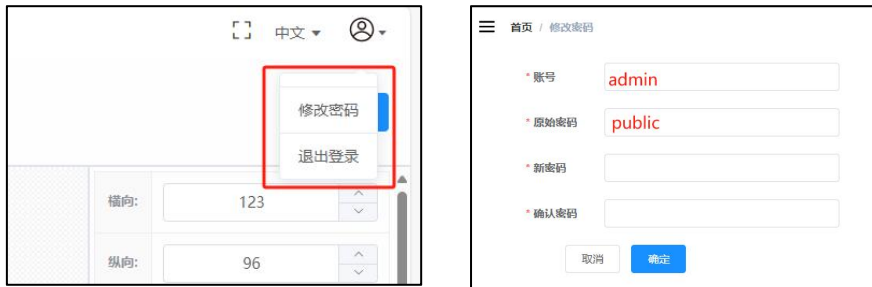 中文
修改密码
退出登录
横向: 123
纵向: 96
首页 / 修改密码
* 账号 admin
* 原始密码 public
* 新密码
* 确认密码
取消 确定